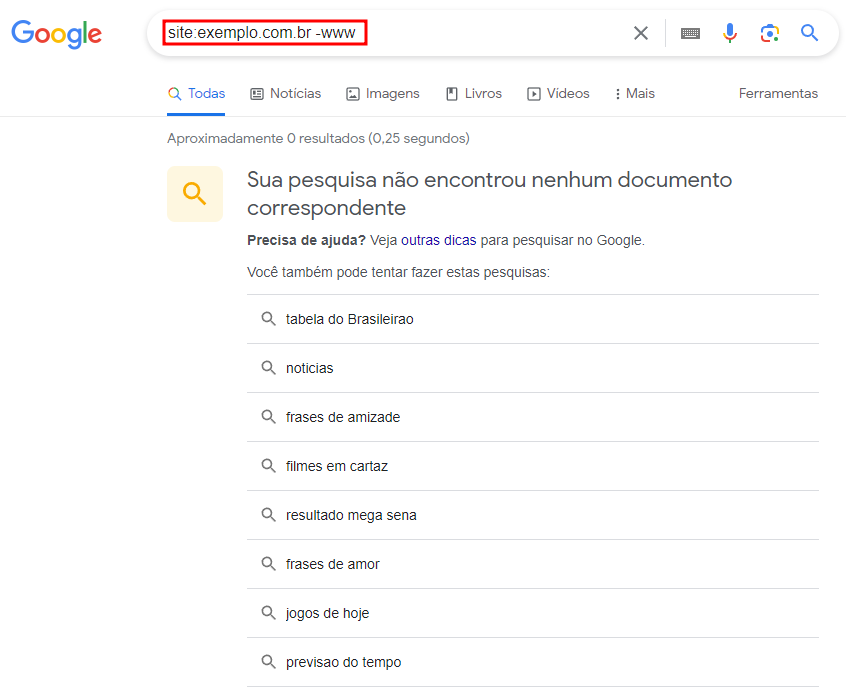 Google
site:exemplo.com.br -www
Todas Notícias Imagens Livros Vídeos Mais Ferramentas
Aproximadamente 0 resultados (0,25 segundos)
Sua pesquisa não encontrou nenhum documento
correspondente
Precisa de ajuda? Veja outras dicas para pesquisar no Google.
Você também pode tentar fazer estas pesquisas:
tabela do Brasileirao
noticias
frases de amizade
filmes em cartaz
resultado mega sena
frases de amor
jogos de hoje
previsao do tempo